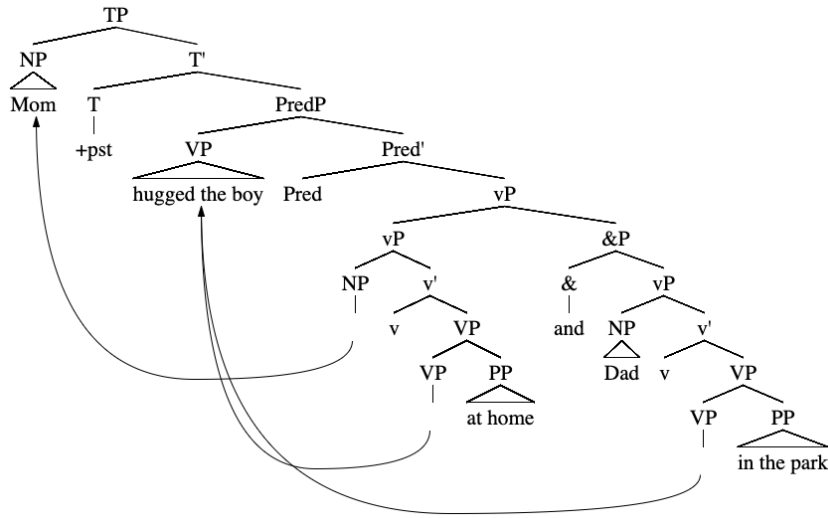 TP
NP T'
Mom T PredP
+pst VP Pred'
hugged the boy Pred vP
vP &P
NP v' & vP
v VP and NP v'
VP PP Dad v VP
at home VP PP
in the park